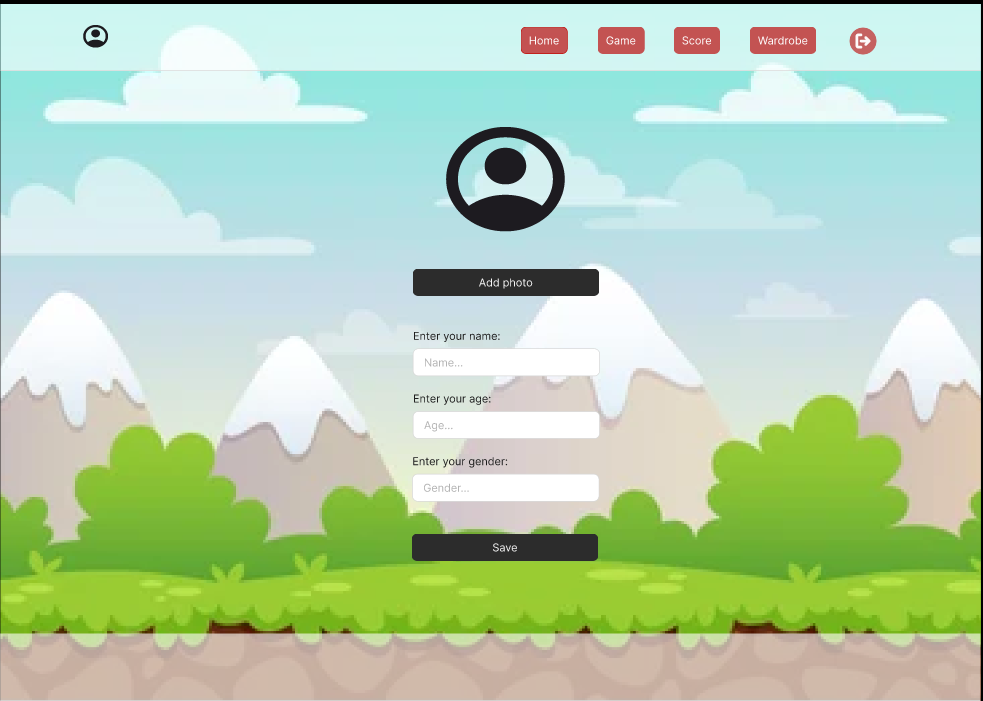 Home
Game
Score
Wardrobe
Add photo
Enter your name:
Name...
Enter your age:
Age...
Enter your gender:
Gender...
Save